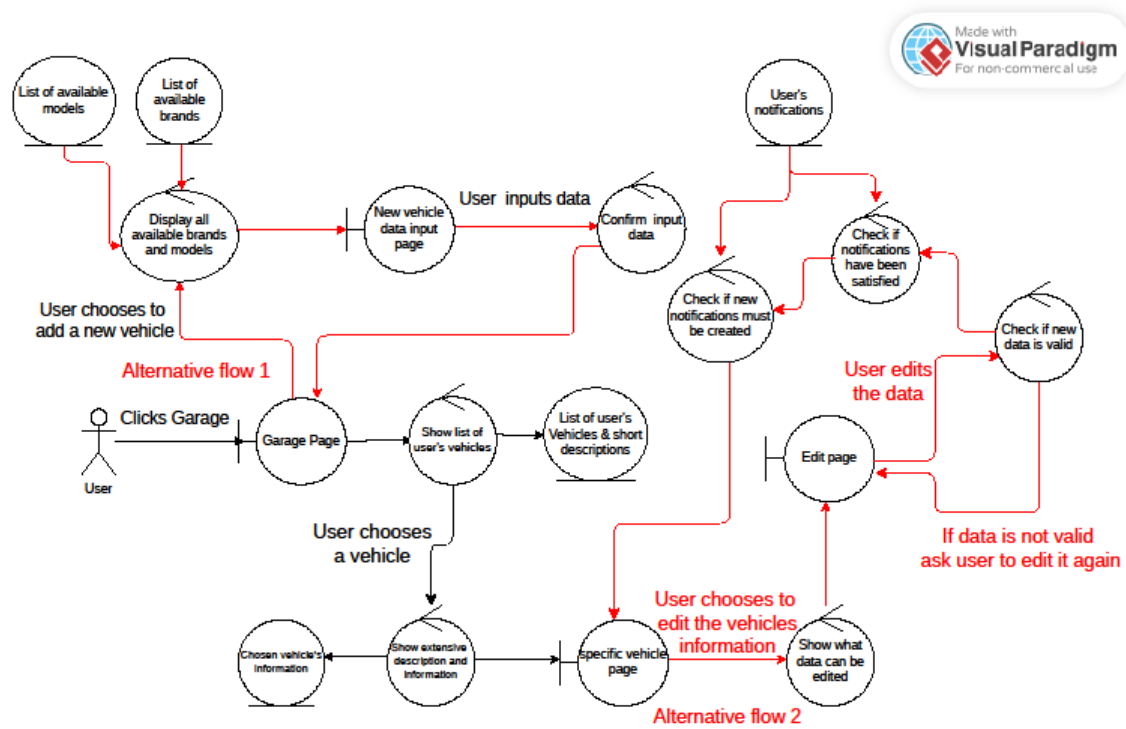 Made with
Visual Paradigm
For non-commercial use
List of available
models
List of
available
brands
User's
notifications
Display all
available brands
and models
New vehicle
data input
page
User inputs data
Confirm input
data
Check if
notifications
have been
satisfied
Check if new
notifications must
be created
Check if new
data is valid
User chooses to
add a new vehicle
Alternative flow 1
User edits
the data
Clicks Garage
User
Garage Page
Show list of
user's vehicles
List of user's
Vehicles & short
descriptions
Edit page
User chooses
a vehicle
If data is not valid
ask user to edit it again
Chosen vehicle's
information
Show extensive
description and
information
specific vehicle
page
User chooses to
edit the vehicles
information
Show what
data can be
edited
Alternative flow 2